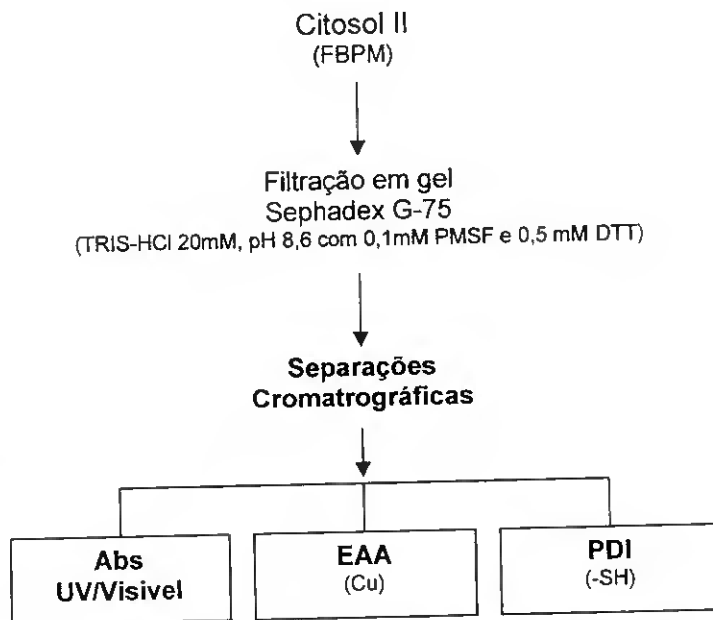 Citosol II
(FBPM)
Filtração em gel
Sephadex G-75
(TRIS-HCl 20mM, pH 8,6 com 0,1mM PMSF e 0,5 mM DTT)
Separações
Cromatrográficas
Abs
UV/Visivel
EAA
(Cu)
PDI
(-SH)